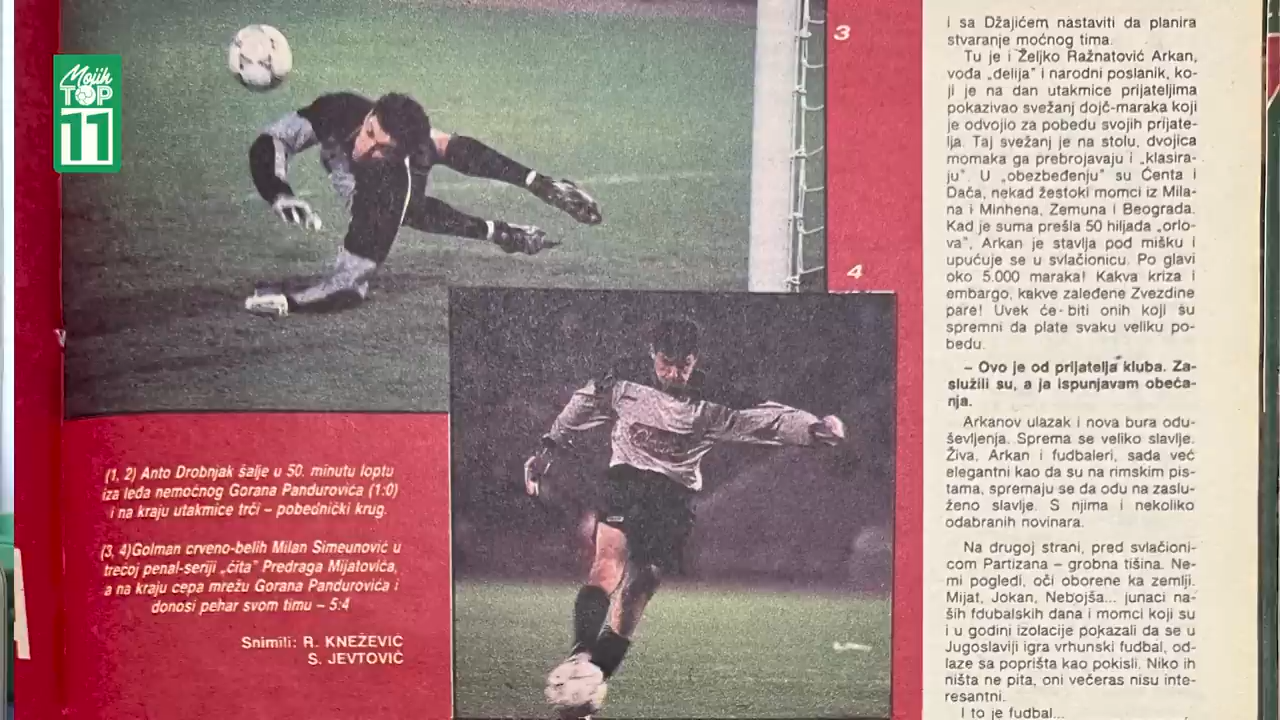 Mojih
TOP
11
3
4
(1, 2) Anto Drobnjak šalje u 50. minutu loptu
iza leđa nemoćnog Gorana Pandurovića (1:0)
i na kraju utakmice trči – pobednički krug.
(3, 4)Golman crveno-belih Milan Simeunović u
trećoj penal-seriji „čita" Predraga Mijatovića,
a na kraju cepa mrežu Gorana Pandurovića i
donosi pehar svom timu – 5:4
Snimili: R. KNEŽEVIĆ
S. JEVTOVIĆ
i sa Džajićem nastaviti da planira
stvaranje moćnog tima.
Tu je i Željko Ražnatović Arkan,
vođa „delija" i narodni poslanik, ko-
ji je na dan utakmice prijateljima
pokazivao svežanj dojč-maraka koji
je odvojio za pobedu svojih prijate-
lja. Taj svežanj je na stolu, dvojica
momaka ga prebrojavaju i „klasira-
ju". U „obezbeđenju" su Ćenta i
Dača, nekad žestoki momci iz Mila-
na i Minhena, Zemuna i Beograda.
Kad je suma prešla 50 hiljada „orlo-
va", Arkan je stavlja pod mišku i
upućuje se u svlačionicu. Po glavi
oko 5.000 maraka! Kakva kriza i
embargo, kakve zaleđene Zvezdine
pare! Uvek će biti onih koji su
spremni da plate svaku veliku po-
bedu.
– Ovo je od prijatelja kluba. Za-
služili su, a ja ispunjavam obeća-
nja.
Arkanov ulazak i nova bura odu-
ševljenja. Sprema se veliko slavlje.
Živa, Arkan i fudbaleri, sada već
elegantni kao da su na rimskim pis-
tama, spremaju se da odu na zaslu-
ženo slavlje. S njima i nekoliko
odabranih novinara.
Na drugoj strani, pred svlačioni-
com Partizana – grobna tišina. Ne-
mi pogledi, oči oborene ka zemlji.
Mijat, Jokan, Nebojša... junaci na-
ših fdubalskih dana i momci koji su
i u godini izolacije pokazali da se u
Jugoslaviji igra vrhunski fudbal, od-
laze sa poprišta kao pokisli. Niko ih
ništa ne pita, oni večeras nisu inte-
resantni.
I to je fudbal...